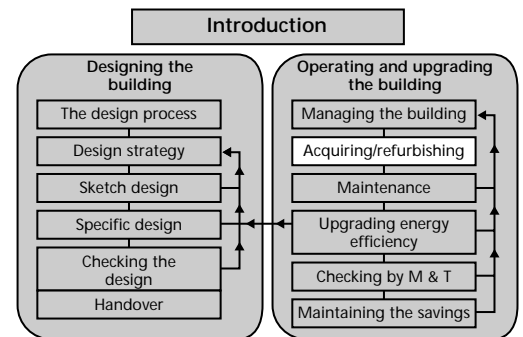 Introduction
Designing the
building
The design process
Design strategy
Sketch design
Specific design
Checking the
design
Handover
Operating and upgrading
the building
Managing the building
Acquiring/refurbishing
Maintenance
Upgrading energy
efficiency
Checking by M & T
Maintaining the savings